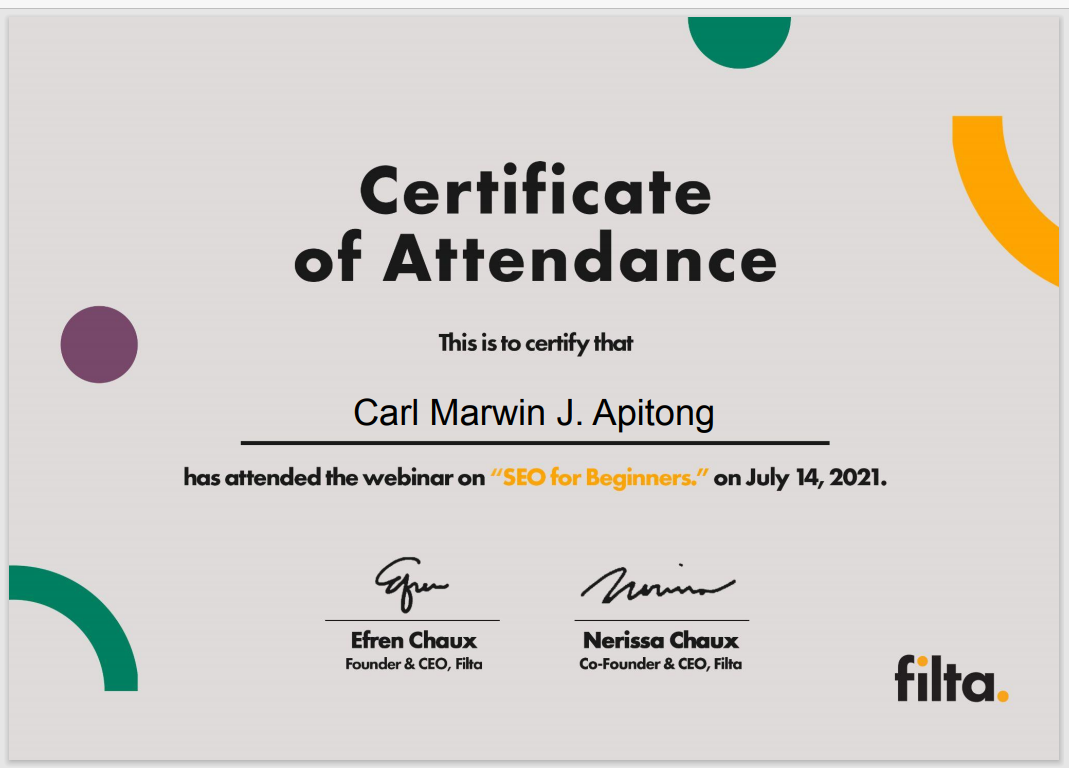 Certificate
of Attendance
This is to certify that
Carl Marwin J. Apitong
has attended the webinar on “SEO for Beginners.” on July 14, 2021.
Efren Nerissa
Efren Chaux Nerissa Chaux
Founder & CEO, Filta Co-Founder & CEO, Filta
filta.